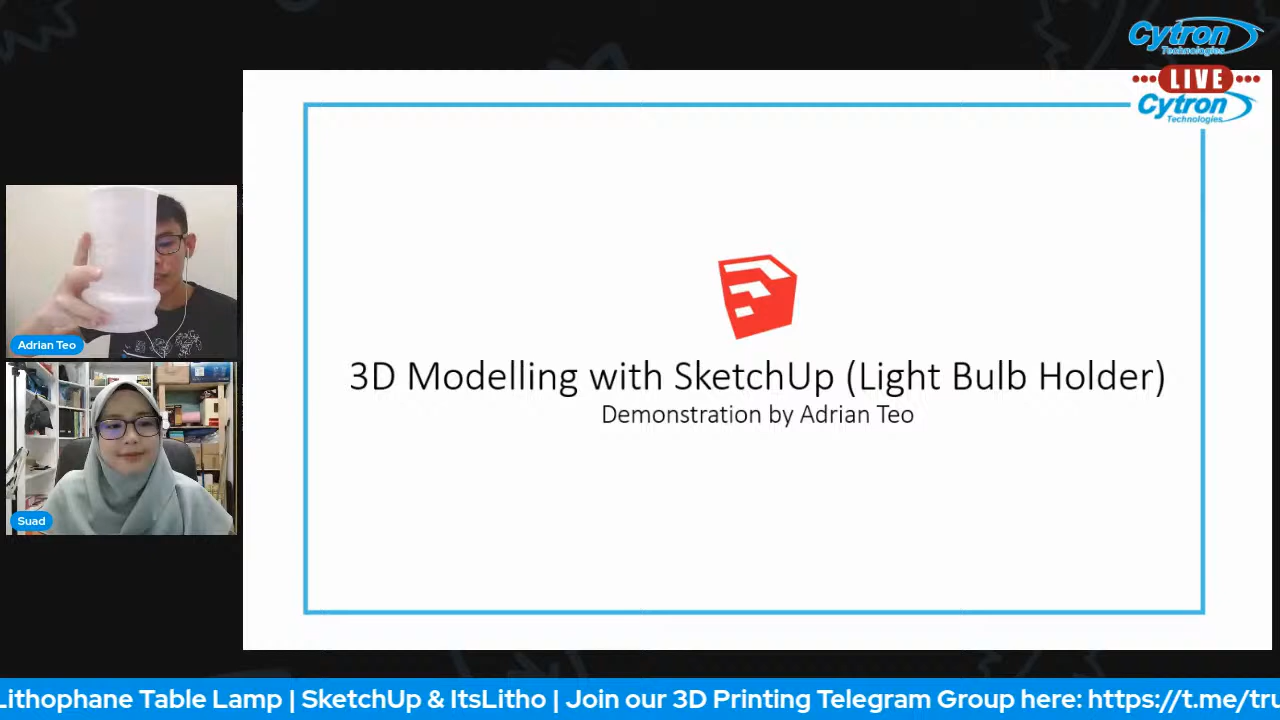 Cytron
Technologies
LIVE
Cytron
Technologies
Adrian Teo
Suad
3D Modelling with SketchUp (Light Bulb Holder)
Demonstration by Adrian Teo
Lithophane Table Lamp | SketchUp & ItsLitho | Join our 3D Printing Telegram Group here: https://t.me/tru